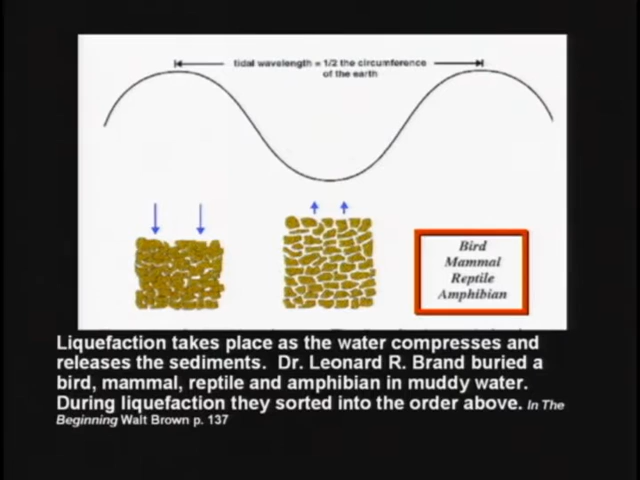 tidal wavelength = 1/2 the circumference
of the earth
Bird
Mammal
Reptile
Amphibian
Liquefaction takes place as the water compresses and
releases the sediments. Dr. Leonard R. Brand buried a
bird, mammal, reptile and amphibian in muddy water.
During liquefaction they sorted into the order above. In The
Beginning Walt Brown p. 137